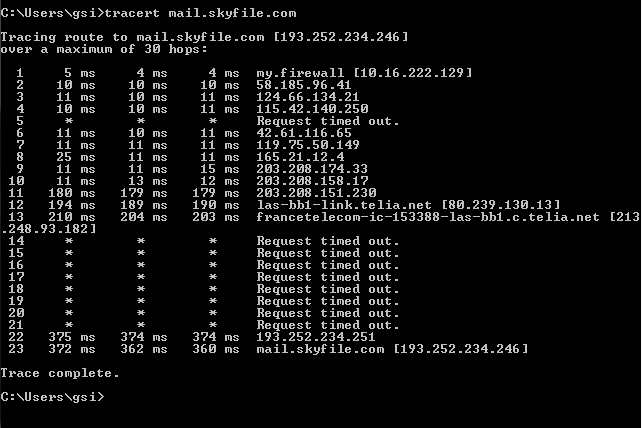 C:\Users\gsi>tracert mail.skyfile.com
Tracing route to mail.skyfile.com [193.252.234.246]
over a maximum of 30 hops:
1 5 ms 4 ms 4 ms my.firewall [10.16.222.129]
2 10 ms 10 ms 10 ms 58.185.96.41
3 11 ms 10 ms 11 ms 124.66.134.21
4 10 ms 10 ms 11 ms 115.42.140.250
5 * * * Request timed out.
6 11 ms 10 ms 11 ms 42.61.116.65
7 11 ms 11 ms 11 ms 119.75.50.149
8 25 ms 11 ms 11 ms 165.21.12.4
9 11 ms 11 ms 15 ms 203.208.174.33
10 11 ms 13 ms 12 ms 203.208.158.17
11 180 ms 179 ms 179 ms 203.208.151.230
12 194 ms 189 ms 190 ms las-bb1-link.telia.net [80.239.130.13]
13 210 ms 204 ms 203 ms francetelecom-ic-153388-las-bb1.c.telia.net [213
.248.93.182]
14 * * * Request timed out.
15 * * * Request timed out.
16 * * * Request timed out.
17 * * * Request timed out.
18 * * * Request timed out.
19 * * * Request timed out.
20 * * * Request timed out.
21 * * * Request timed out.
22 375 ms 374 ms 374 ms 193.252.234.251
23 372 ms 362 ms 360 ms mail.skyfile.com [193.252.234.246]
Trace complete.
C:\Users\gsi>